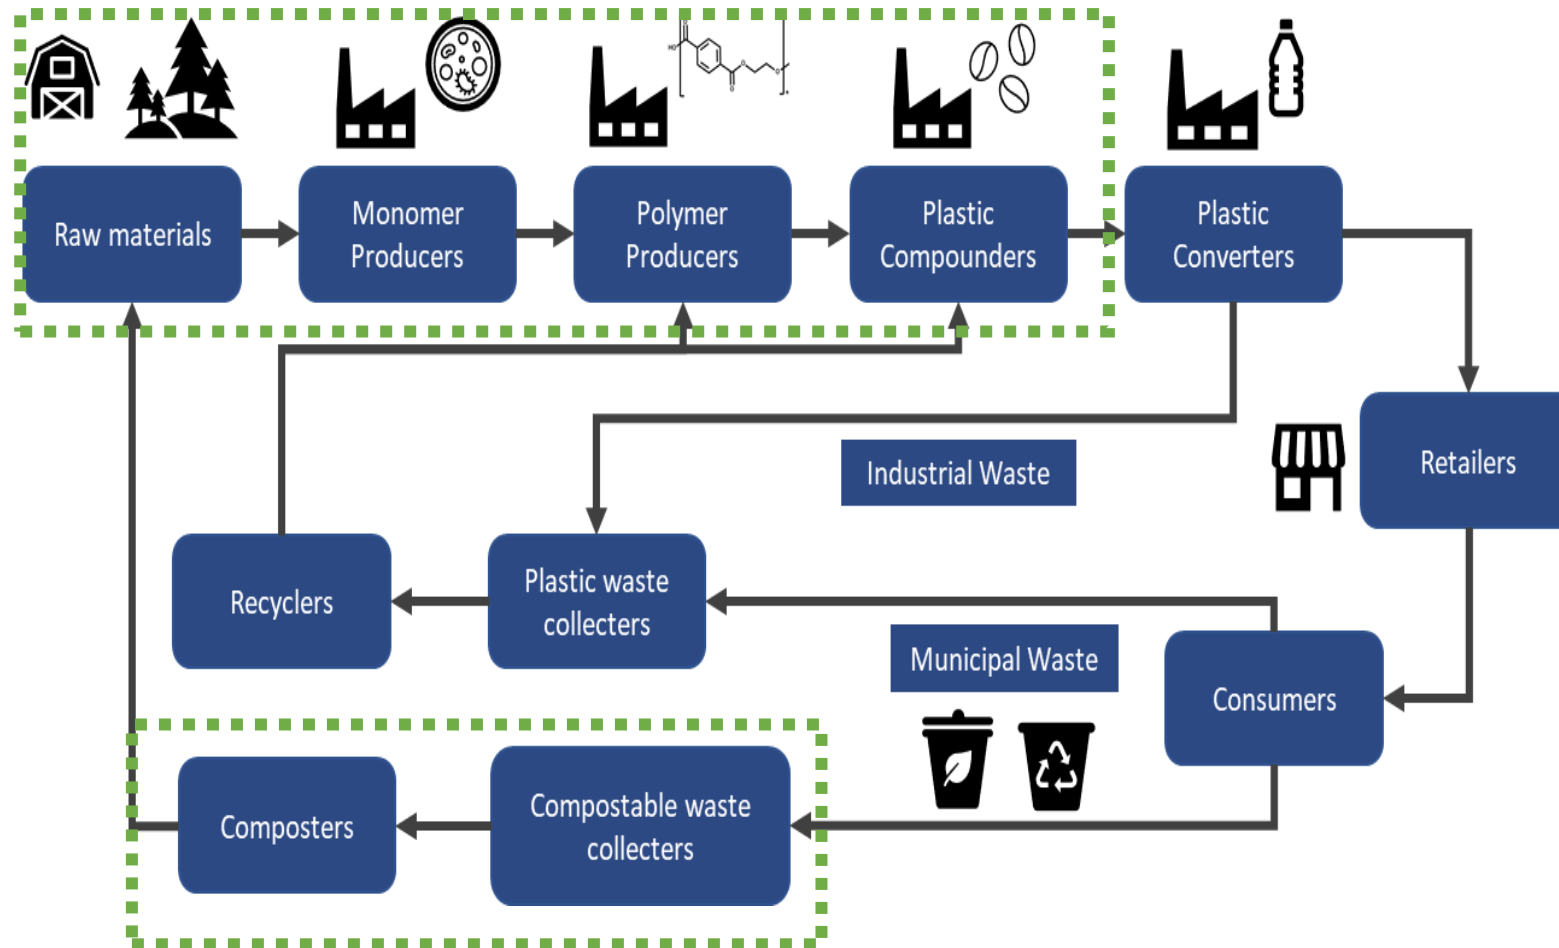 Raw materials
Monomer
Producers
Polymer
Producers
Plastic
Compounders
Plastic
Converters
Industrial Waste
Retailers
Recyclers
Plastic waste
collecters
Municipal Waste
Consumers
Composters
Compostable waste
collecters